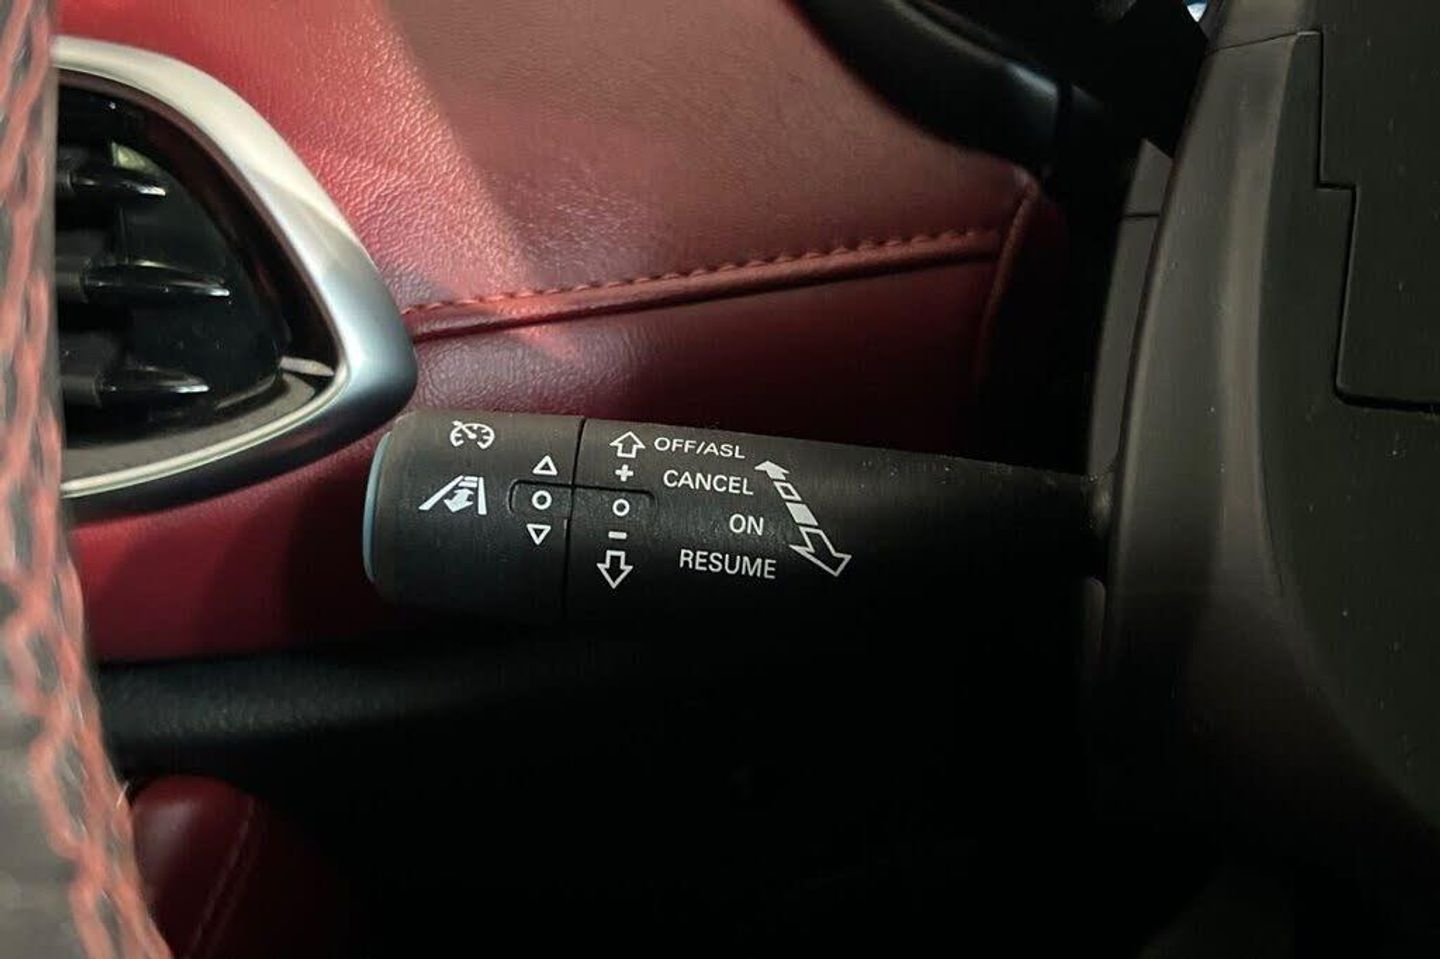 OFF/ASL
+
CANCEL
ON
-
RESUME